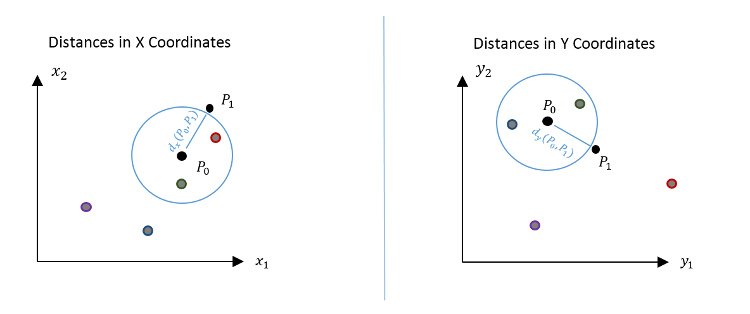 Distances in X Coordinates
x₂
P₁
dₓ(P₀,P₁)
P₀
x₁
Distances in Y Coordinates
y₂
P₀
d_y(P₀,P₁)
P₁
y₁